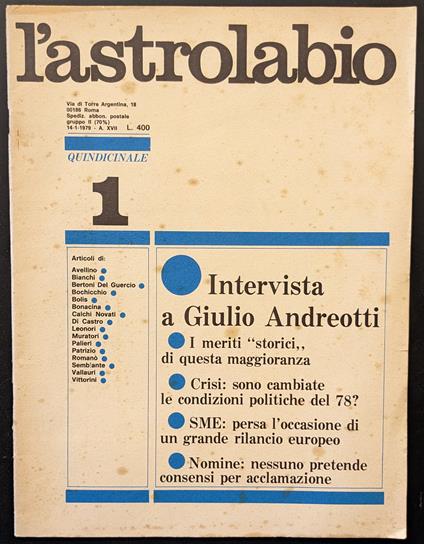 l'astrolabio
Via di Torre Argentina, 18
00186 Roma
Spediz. abbon. postale
gruppo II (70%)
14-1-1979 - A. XVII L. 400
QUINDICINALE
1
Articoli di:
Avellino
Bianchi
Bertoni Del Guercio
Bochicchio
Bolis
Bonacina
Calchi Novati
Di Castro
Leonori
Muratori
Palieri
Patrizio
Romanò
Semb'ante
Vallauri
Vittorini
Intervista
a Giulio Andreotti
I meriti "storici,,
di questa maggioranza
Crisi: sono cambiate
le condizioni politiche del 78?
SME: persa l'occasione di
un grande rilancio europeo
Nomine: nessuno pretende
consensi per acclamazione